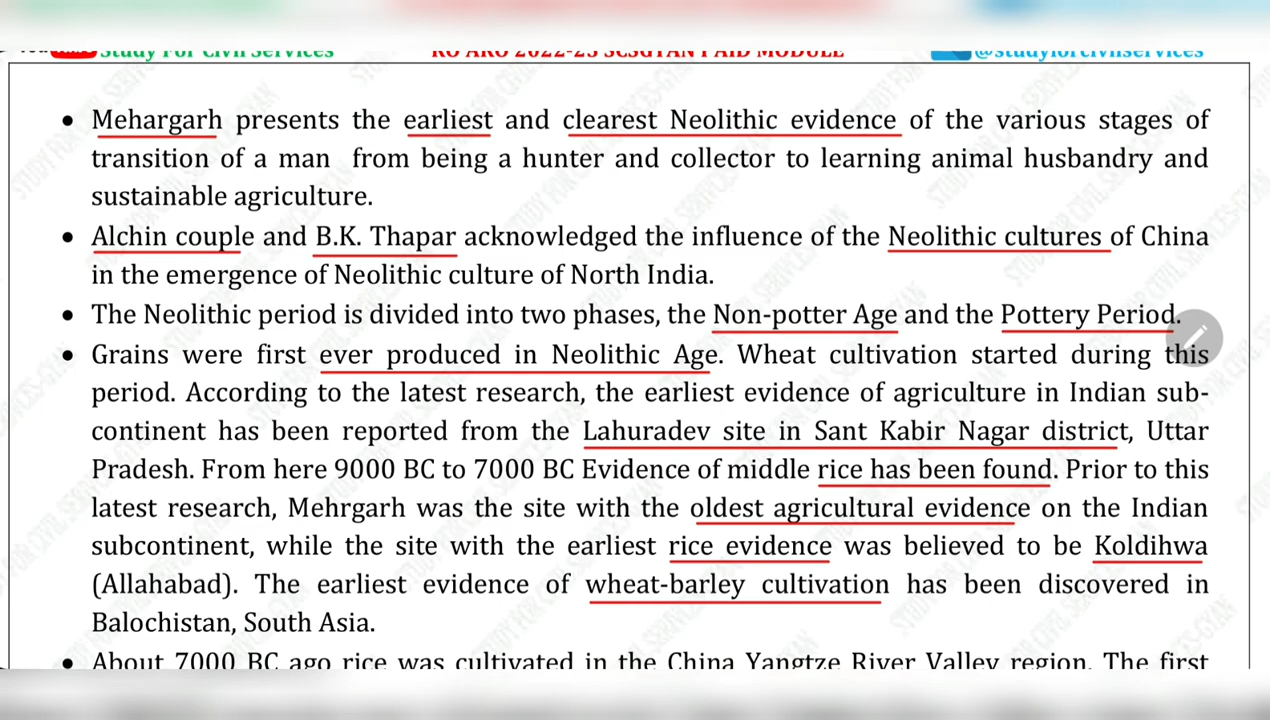 Study For Civil Services RO ARO 2022-23 SCSGYAN PAID MODULE @studyforcivilservices
• Mehargarh presents the earliest and clearest Neolithic evidence of the various stages of
transition of a man from being a hunter and collector to learning animal husbandry and
sustainable agriculture.
• Alchin couple and B.K. Thapar acknowledged the influence of the Neolithic cultures of China
in the emergence of Neolithic culture of North India.
• The Neolithic period is divided into two phases, the Non-potter Age and the Pottery Period.
• Grains were first ever produced in Neolithic Age. Wheat cultivation started during this
period. According to the latest research, the earliest evidence of agriculture in Indian sub-
continent has been reported from the Lahuradev site in Sant Kabir Nagar district, Uttar
Pradesh. From here 9000 BC to 7000 BC Evidence of middle rice has been found. Prior to this
latest research, Mehrgarh was the site with the oldest agricultural evidence on the Indian
subcontinent, while the site with the earliest rice evidence was believed to be Koldihwa
(Allahabad). The earliest evidence of wheat-barley cultivation has been discovered in
Balochistan, South Asia.
• About 7000 BC ago rice was cultivated in the China Yangtze River Valley region. The first